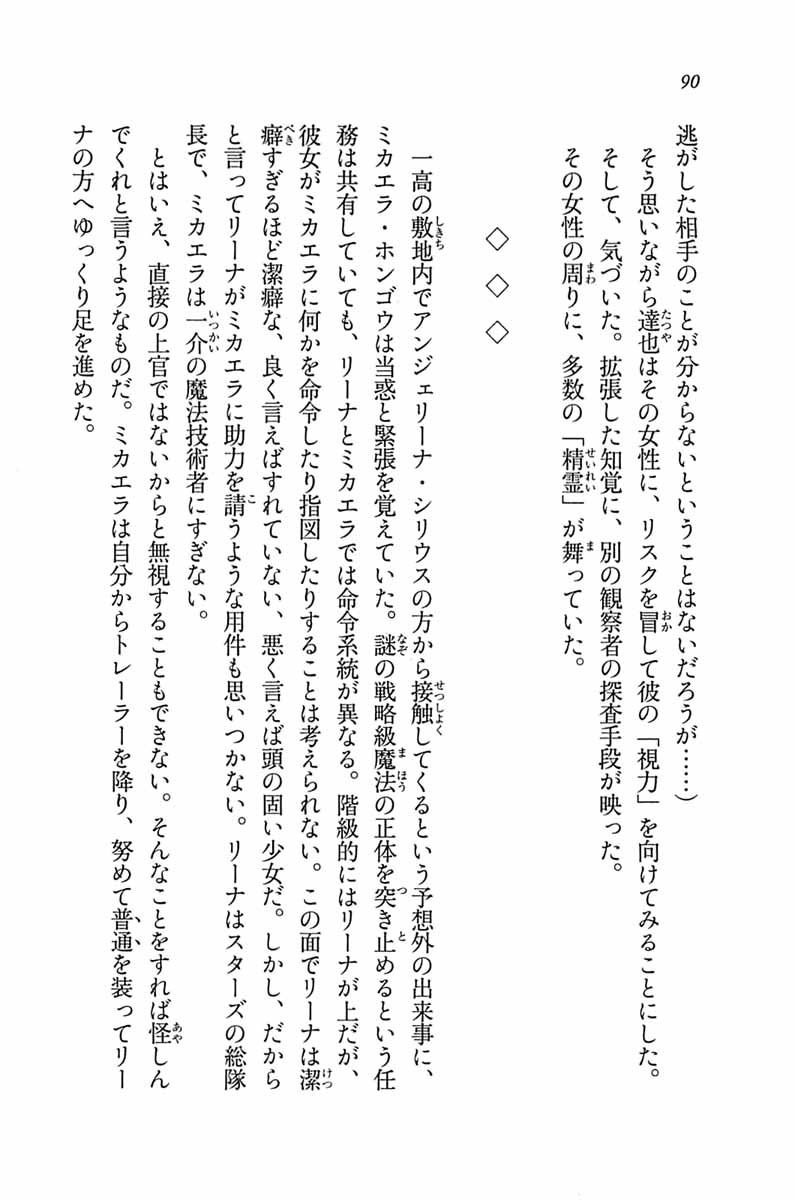 90
逃がした相手のことが分からないということはないだろうが……）
そう思いながら達也はその女性に、リスクを冒して彼の「視力」を向けてみることにした。
そして、気づいた。拡張した知覚に、別の観察者の探査手段が映った。
その女性の周りに、多数の「精霊」が舞っていた。
◇ ◇ ◇
一高の敷地内でアンジェリーナ・シリウスの方から接触してくるという予想外の出来事に、
ミカエラ・ホンゴウは当惑と緊張を覚えていた。謎の戦略級魔法の正体を突き止めるという任
務は共有していても、リーナとミカエラでは命令系統が異なる。階級的にはリーナが上だが、
彼女がミカエラに何かを命令したり指図したりすることは考えられない。この面でリーナは潔
癖すぎるほど潔癖な、良く言えばすれていない、悪く言えば頭の固い少女だ。しかし、だから
と言ってリーナがミカエラに助力を請うような用件も思いつかない。リーナはスターズの総隊
長で、ミカエラは一介の魔法技術者にすぎない。
とはいえ、直接の上官ではないからと無視することもできない。そんなことをすれば怪しん
でくれと言うようなものだ。ミカエラは自分からトレーラーを降り、努めて普通を装ってリー
ナの方へゆっくり足を進めた。